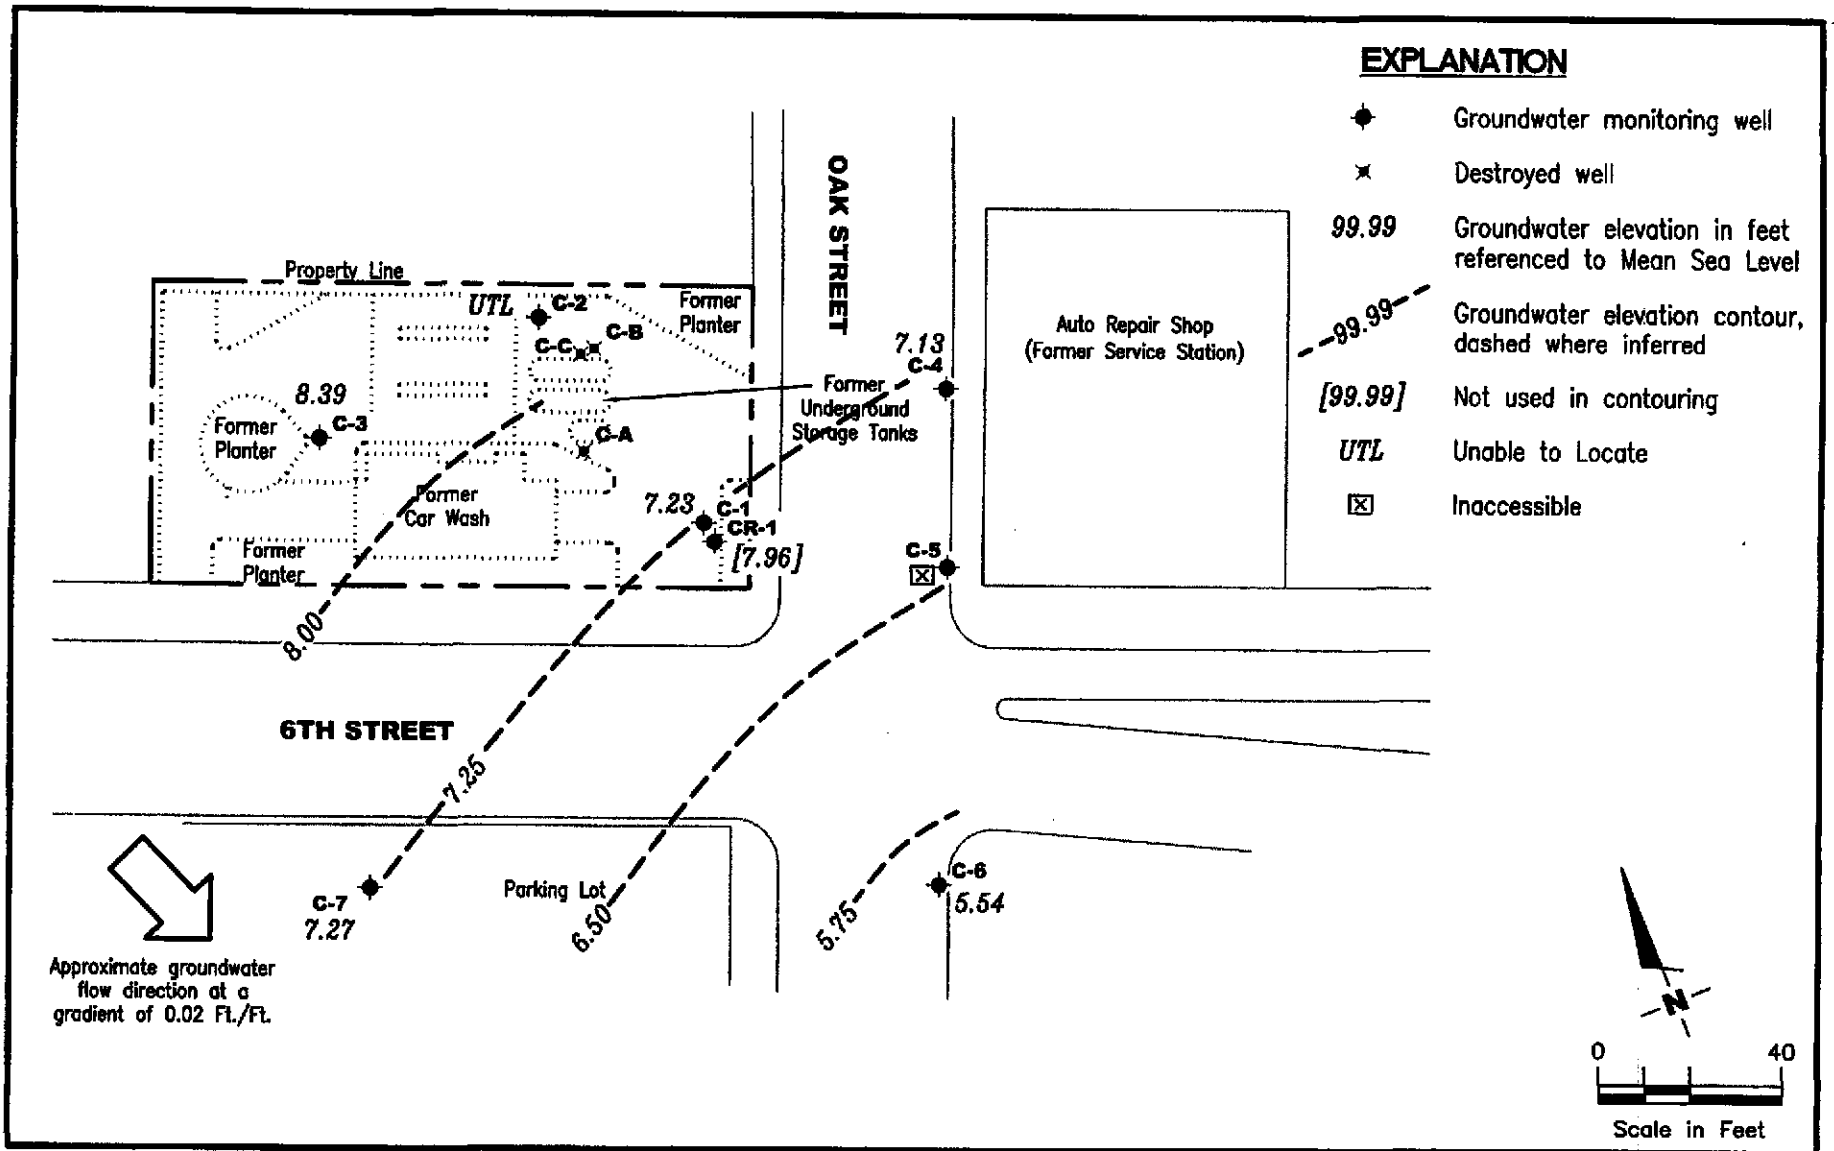 EXPLANATION
Groundwater monitoring well
Destroyed well
99.99
Groundwater elevation in feet
referenced to Mean Sea Level
99.99
Groundwater elevation contour,
dashed where inferred
[99.99]
Not used in contouring
UTL
Unable to Locate
Inaccessible
OAK STREET
Property Line
UTL
C-2
Former
Planter
C-B
C-C
7.13
C-4
Auto Repair Shop
(Former Service Station)
8.39
C-3
Former
Planter
Former
Underground
Storage Tanks
C-A
Former
Car Wash
7.23
C-1
CR-1
[7.96]
Former
Planter
C-5
8.00
6TH STREET
7.25
C-7
7.27
Parking Lot
6.50
5.75
C-6
5.54
Approximate groundwater
flow direction at a
gradient of 0.02 Ft./Ft.
N
0
40
Scale in Feet